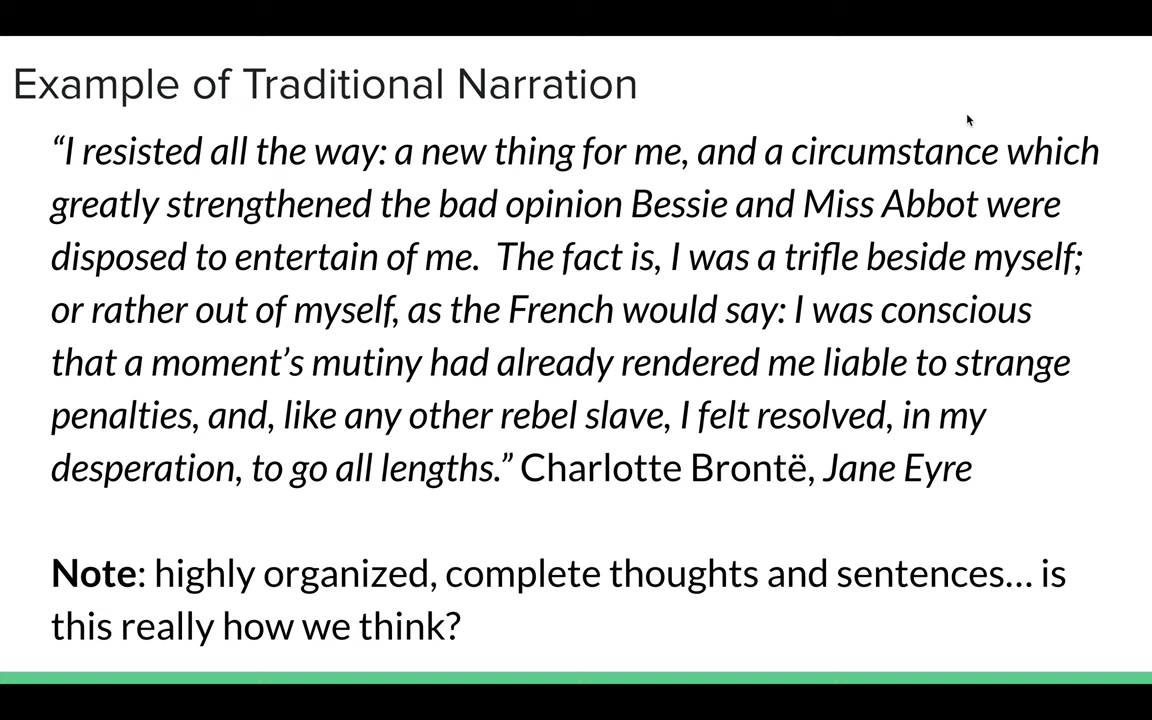 Example of Traditional Narration
“I resisted all the way: a new thing for me, and a circumstance which
greatly strengthened the bad opinion Bessie and Miss Abbot were
disposed to entertain of me.  The fact is, I was a trifle beside myself;
or rather out of myself, as the French would say: I was conscious
that a moment’s mutiny had already rendered me liable to strange
penalties, and, like any other rebel slave, I felt resolved, in my
desperation, to go all lengths.” Charlotte Brontë, Jane Eyre
Note: highly organized, complete thoughts and sentences… is
this really how we think?